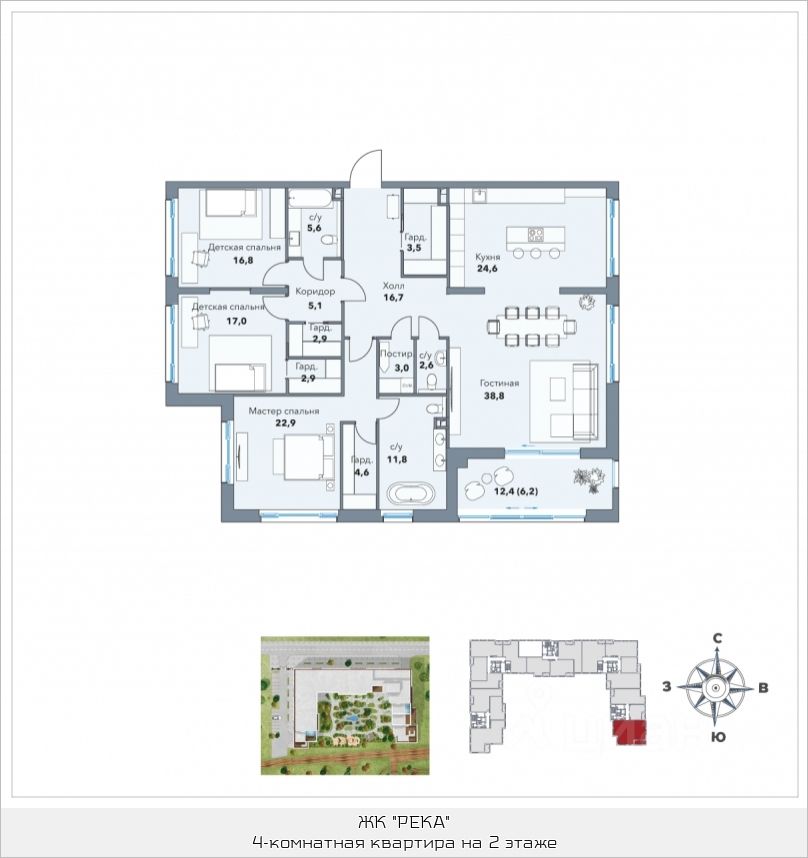 Детская спальня
16,8
с/у
5,6
Гард.
3,5
Кухня
24,6
Холл
16,7
Коридор
5,1
Детская спальня
17,0
Гард.
2,9
Гард.
2,9
Постир.
3,0
с/у
2,6
Гостиная
38,8
Мастер спальня
22,9
Гард.
4,6
с/у
11,8
12,4 (6,2)
С
З
В
Ю
циан
ЖК "РЕКА"
4-комнатная квартира на 2 этаже